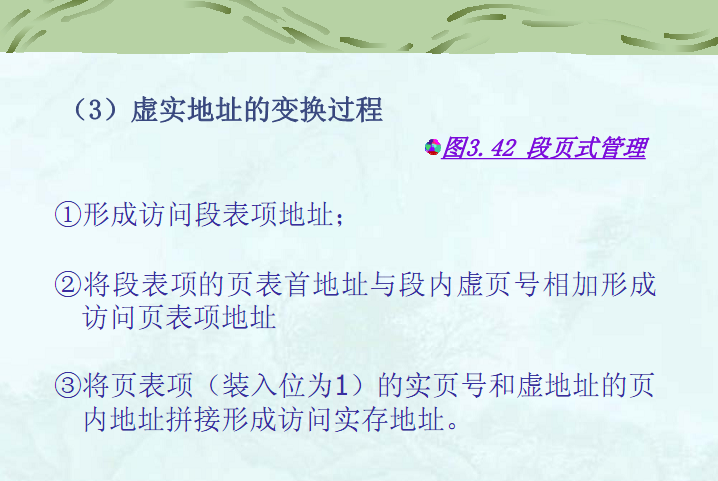 （3）虚实地址的变换过程
图3.42 段页式管理
①形成访问段表项地址；
②将段表项的页表首地址与段内虚页号相加形成
访问页表项地址
③将页表项（装入位为1）的实页号和虚地址的页
内地址拼接形成访问实存地址。